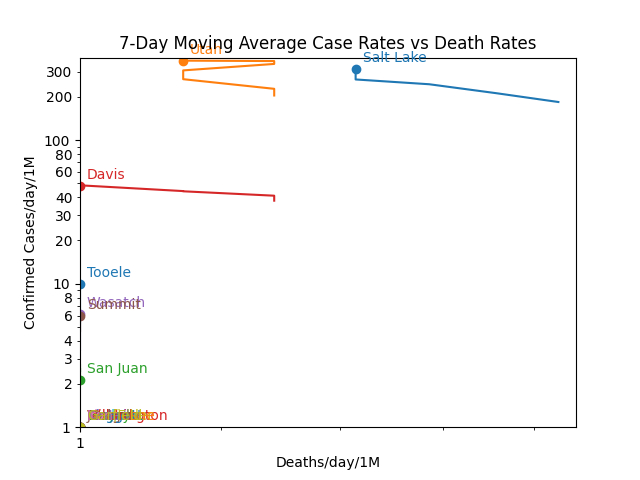 7-Day Moving Average Case Rates vs Death Rates
Utah
Salt Lake
Confirmed Cases/day/1M
300
200
100
80
60
40
30
20
10
8
6
4
3
2
1
Davis
Tooele
Wasatch
Summit
San Juan
1
Deaths/day/1M